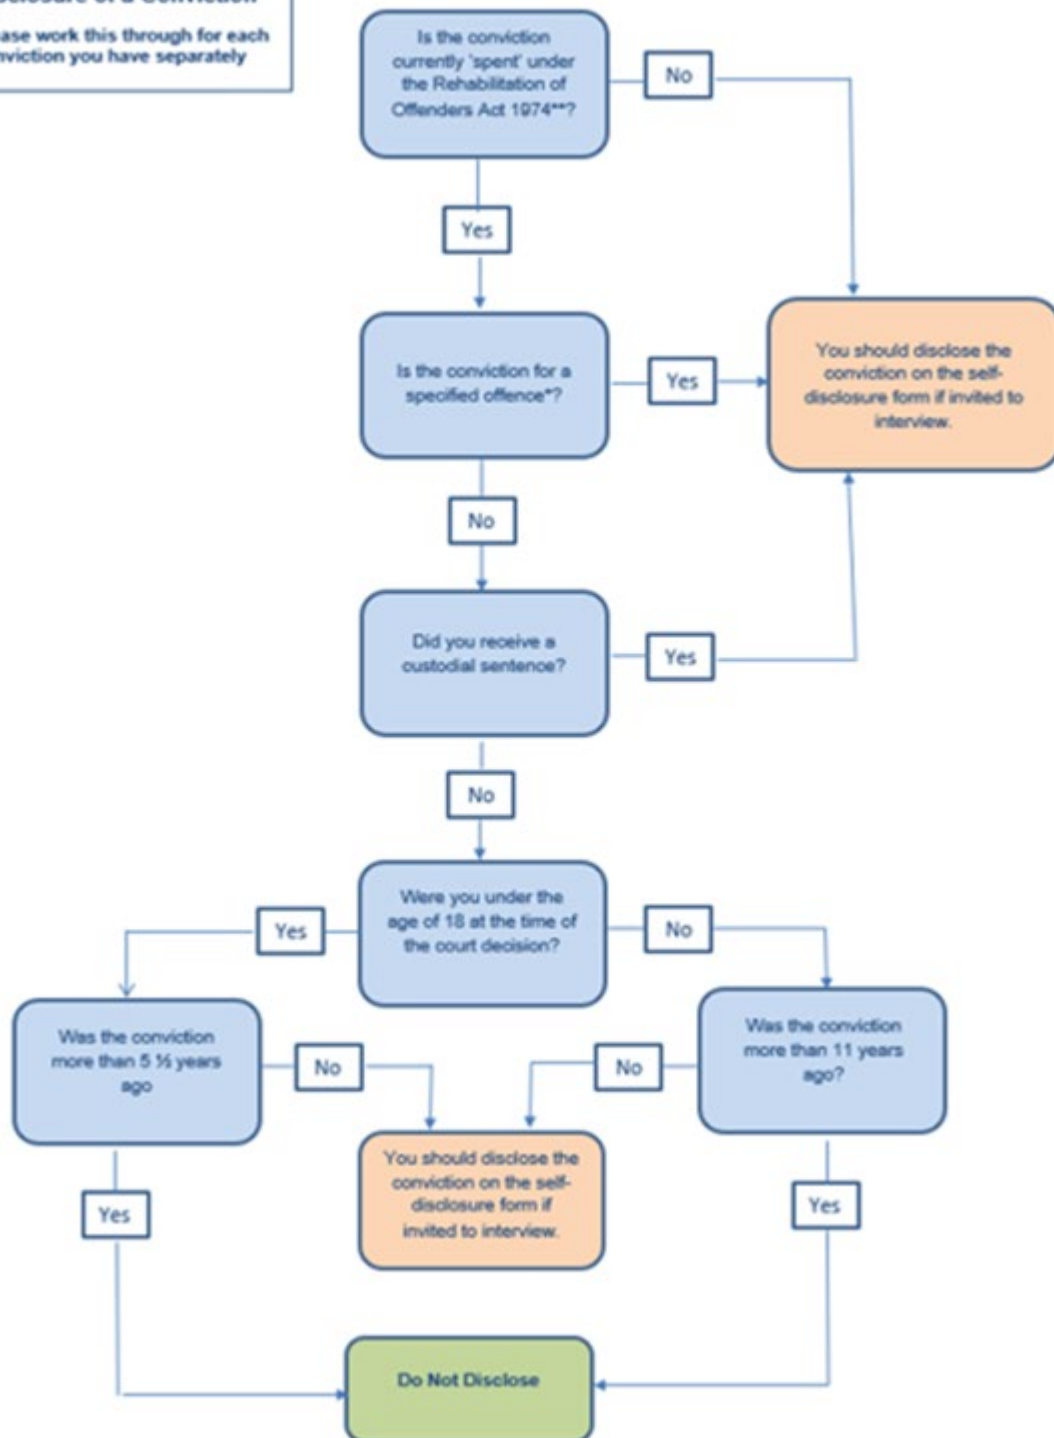 closure of a Conviction
ase work this through for each
nviction you have separately
Is the conviction
currently 'spent' under
the Rehabilitation of
Offenders Act 1974**?
No
Yes
Is the conviction for a
specified offence*?
Yes
You should disclose the
conviction on the self-
disclosure form if invited to
interview.
No
Did you receive a
custodial sentence?
Yes
No
Were you under the
age of 18 at the time of
the court decision?
Yes
No
Was the conviction
more than 5 ½ years
ago
No
No
Was the conviction
more than 11 years
ago?
You should disclose the
conviction on the self-
disclosure form if
invited to interview.
Yes
Yes
Do Not Disclose